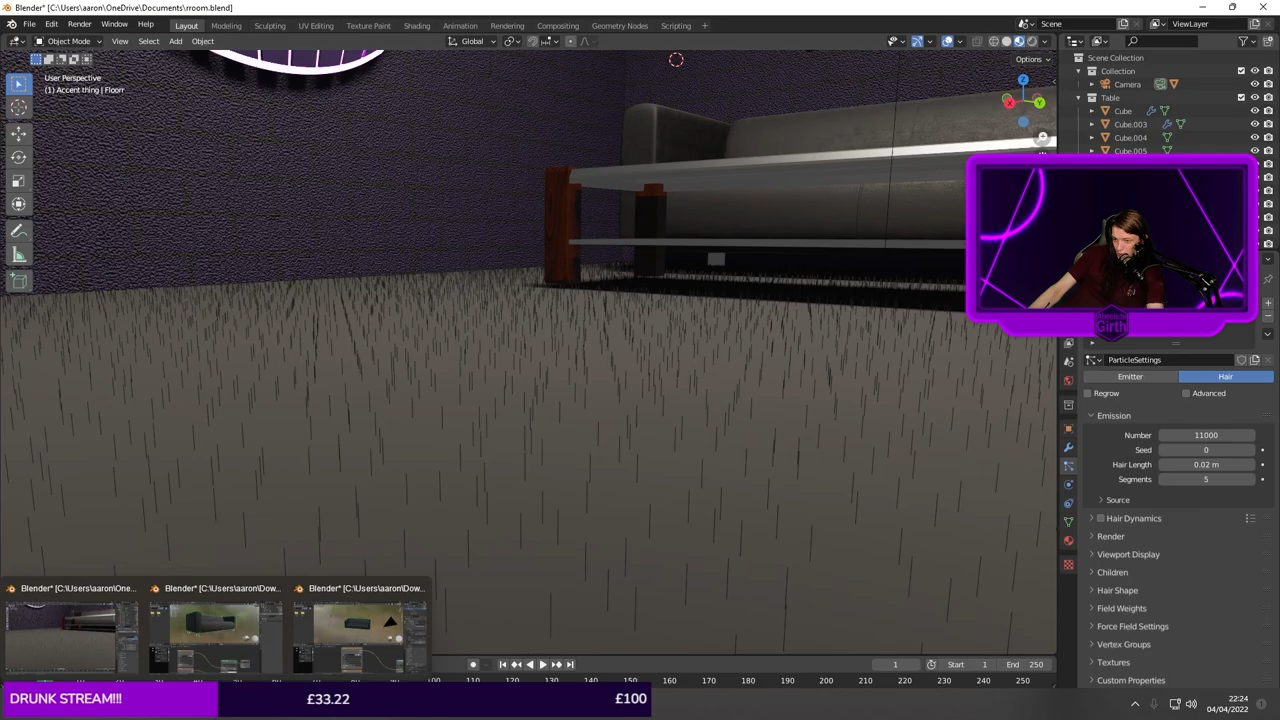 Blender* [C:\Users\aaron\OneDrive\Documents\rroom.blend]
File Edit Render Window Help Layout Modeling Sculpting UV Editing Texture Paint Shading Animation Rendering Compositing Geometry Nodes Scripting + Scene ViewLayer
Object Mode View Select Add Object Global
Options
User Perspective
(1) Accent thing | Floorr
Z
X
Y
Scene Collection
Collection
Camera
Table
Cube
Cube.003
Cube.004
Cube.005
Girth
ParticleSettings
Emitter Hair
Regrow Advanced
Emission
Number 11000
Seed 0
Hair Length 0.02 m
Segments 5
Source
Hair Dynamics
Render
Viewport Display
Children
Hair Shape
Field Weights
Force Field Settings
Vertex Groups
Textures
Custom Properties
Blender* [C:\Users\aaron\One... Blender* [C:\Users\aaron\Dow... Blender* [C:\Users\aaron\Dow...
1 Start 1 End 250
100 110 120 130 140 150 160 170 180 190 200 210 220 230 240 250
DRUNK STREAM!!! £33.22 £100
22:24
04/04/2022